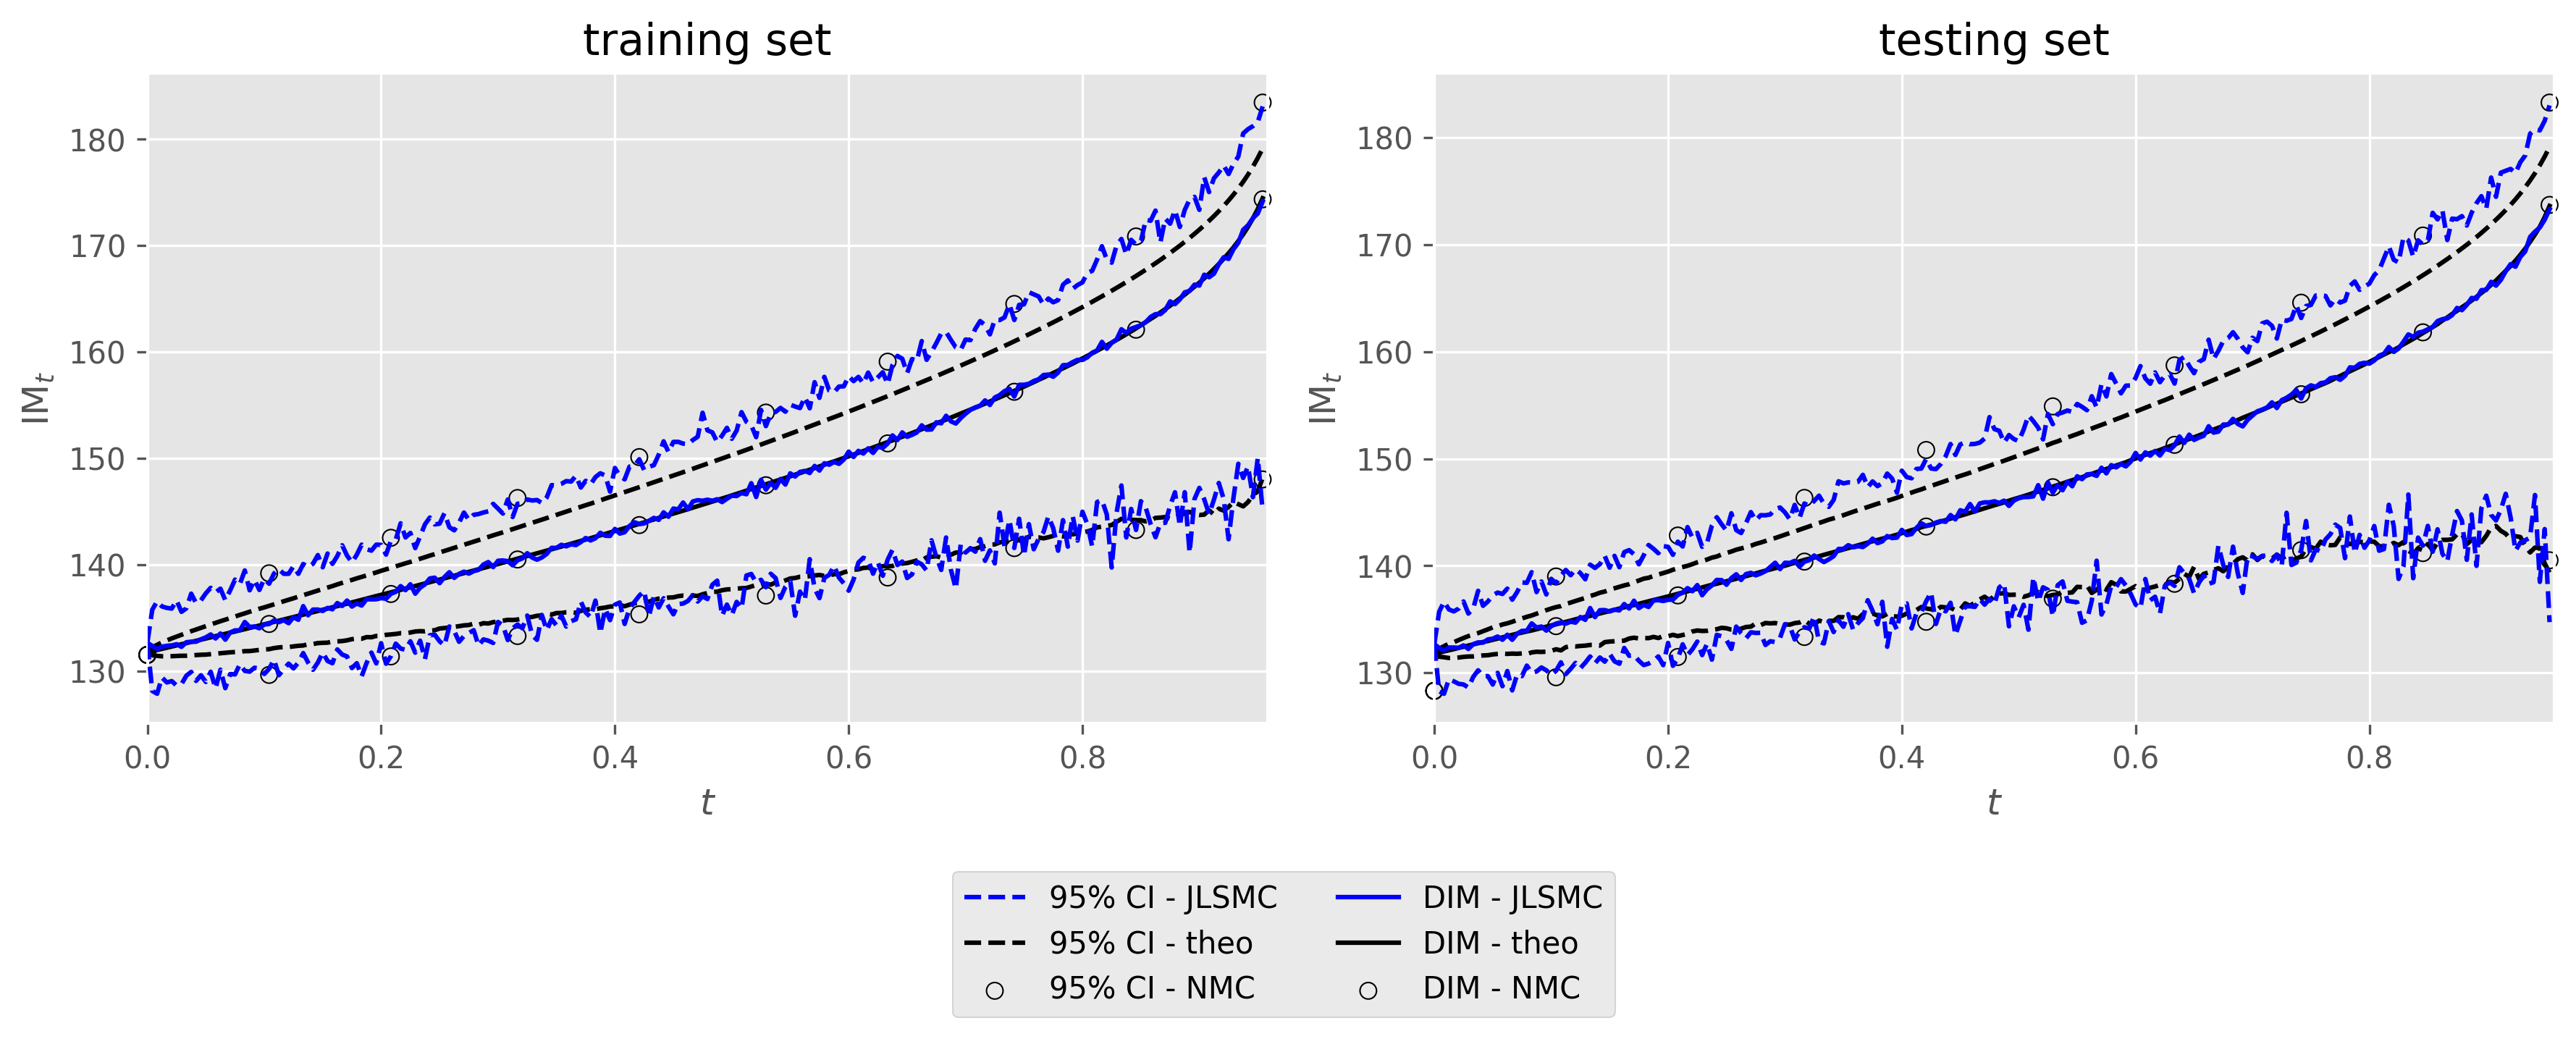 training set
180
170
160
150
140
130
IM_t
0.0 0.2 0.4 0.6 0.8
t
testing set
180
170
160
150
140
130
IM_t
0.0 0.2 0.4 0.6 0.8
t
95% CI - JLSMC
95% CI - theo
95% CI - NMC
DIM - JLSMC
DIM - theo
DIM - NMC